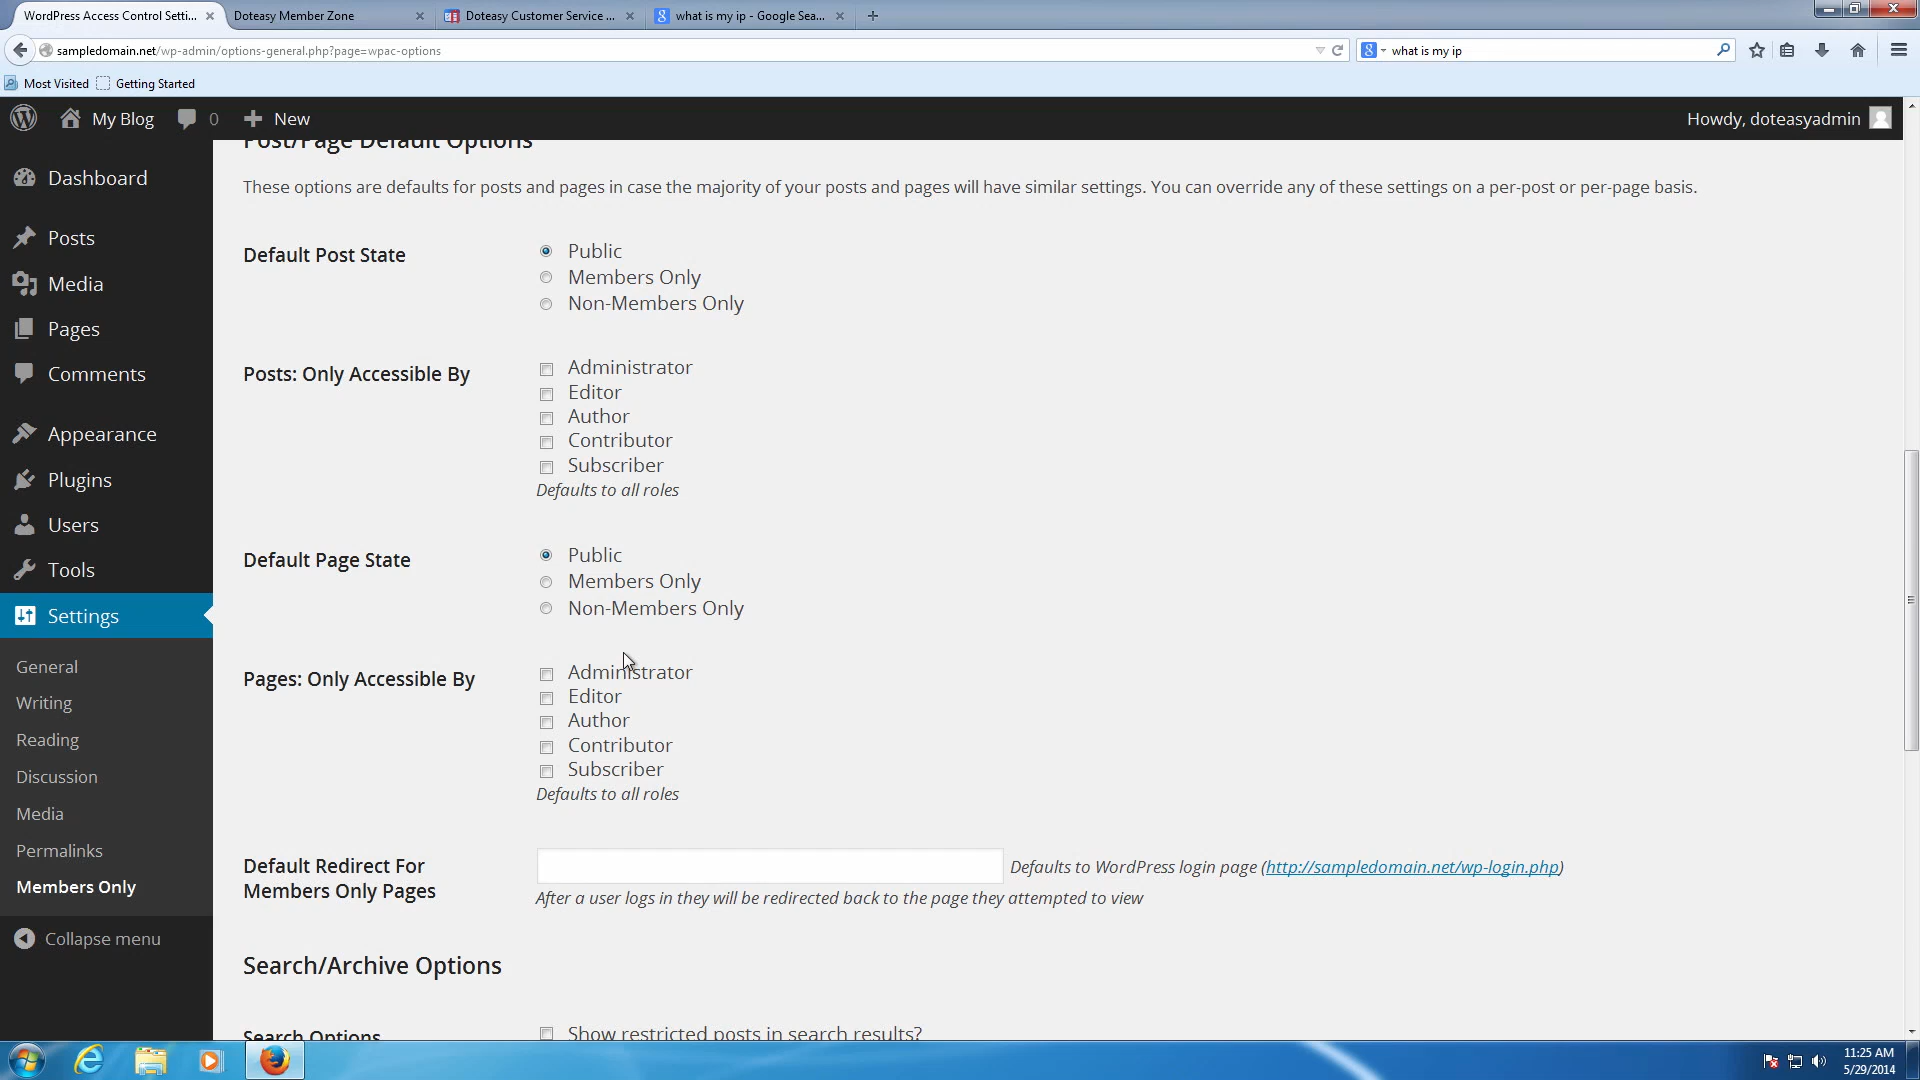 WordPress Access Control Setti... Doteasy Member Zone Doteasy Customer Service ... what is my ip - Google Sea...
sampledomain.net/wp-admin/options-general.php?page=wpac-options what is my ip
Most Visited Getting Started
My Blog 0 New Howdy, doteasyadmin
Dashboard
Posts
Media
Pages
Comments
Appearance
Plugins
Users
Tools
Settings
General
Writing
Reading
Discussion
Media
Permalinks
Members Only
Collapse menu
Post/Page Default Options
These options are defaults for posts and pages in case the majority of your posts and pages will have similar settings. You can override any of these settings on a per-post or per-page basis.
Default Post State
Public
Members Only
Non-Members Only
Posts: Only Accessible By
Administrator
Editor
Author
Contributor
Subscriber
Defaults to all roles
Default Page State
Public
Members Only
Non-Members Only
Pages: Only Accessible By
Administrator
Editor
Author
Contributor
Subscriber
Defaults to all roles
Default Redirect For
Members Only Pages
Defaults to WordPress login page (http://sampledomain.net/wp-login.php)
After a user logs in they will be redirected back to the page they attempted to view
Search/Archive Options
Search Options
Show restricted posts in search results?
11:25 AM
5/29/2014